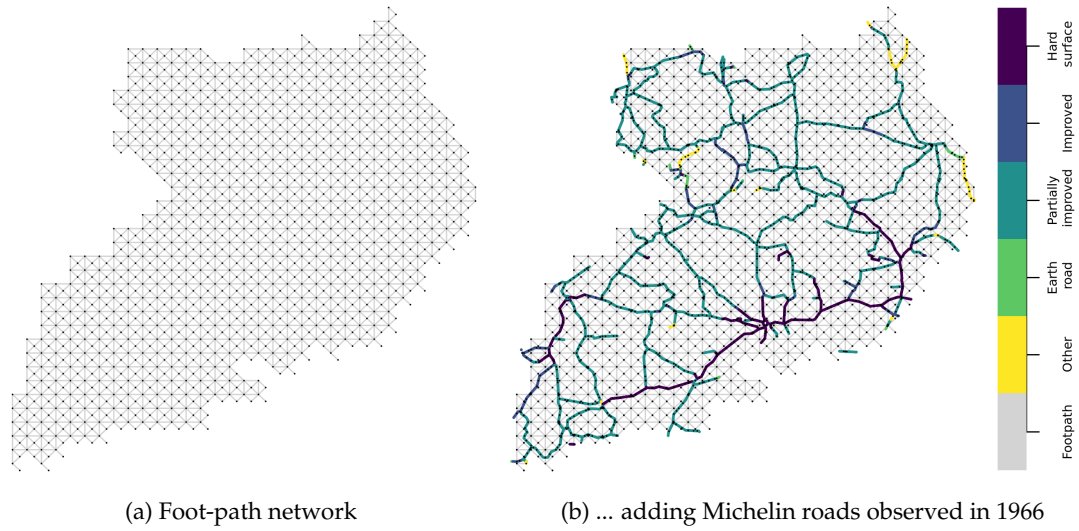 Hard
surface
Improved
Partially
improved
Earth
road
Other
Footpath
(a) Foot-path network
(b) ... adding Michelin roads observed in 1966